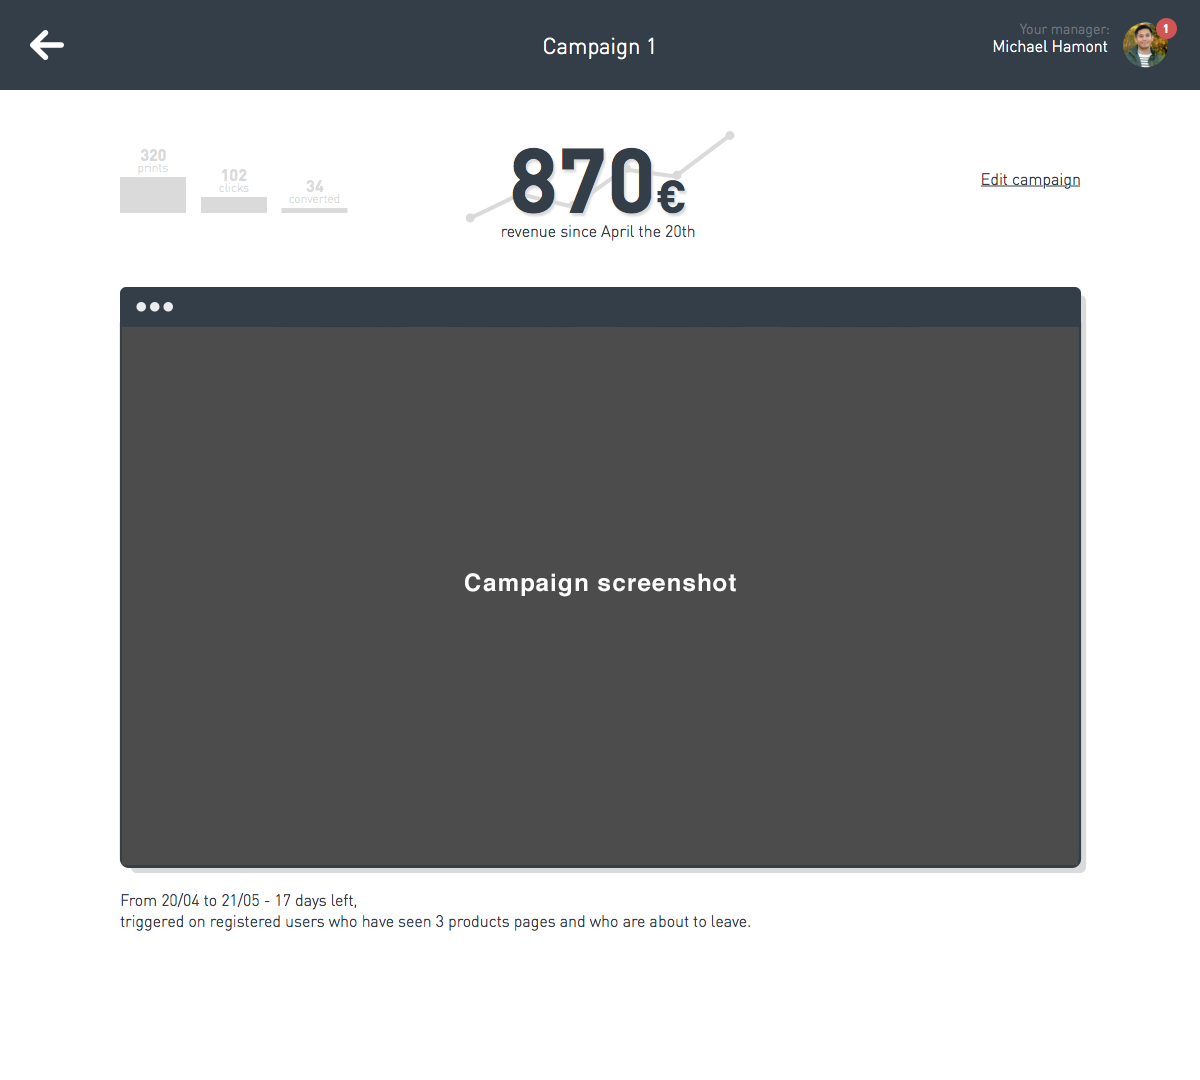 Campaign 1
Your manager:
Michael Hamont
1
320
prints
102
clicks
34
converted
870€
revenue since April the 20th
Edit campaign
Campaign screenshot
From 20/04 to 21/05 - 17 days left,
triggered on registered users who have seen 3 products pages and who are about to leave.